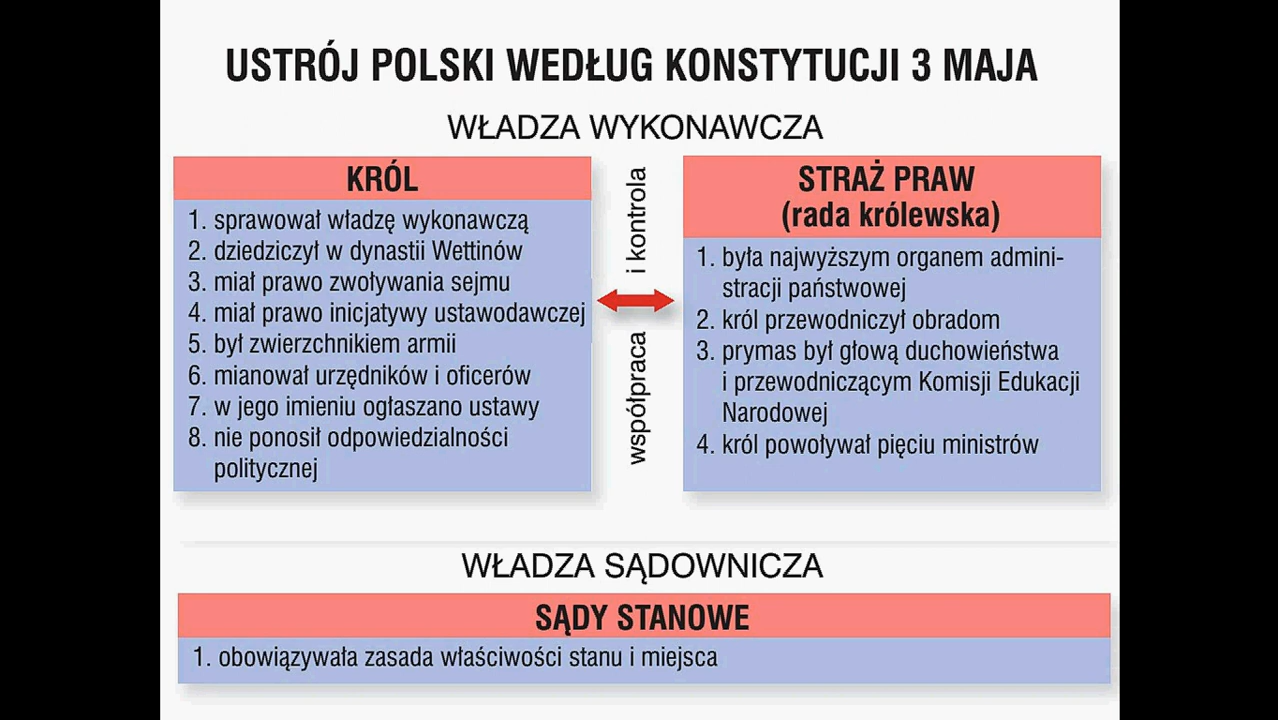 USTRÓJ POLSKI WEDŁUG KONSTYTUCJI 3 MAJA
WŁADZA WYKONAWCZA
KRÓL
1. sprawował władzę wykonawczą
2. dziedziczył w dynastii Wettinów
3. miał prawo zwoływania sejmu
4. miał prawo inicjatywy ustawodawczej
5. był zwierzchnikiem armii
6. mianował urzędników i oficerów
7. w jego imieniu ogłaszano ustawy
8. nie ponosił odpowiedzialności
politycznej
współpraca
i kontrola
STRAŻ PRAW
(rada królewska)
1. była najwyższym organem admini-
stracji państwowej
2. król przewodniczył obradom
3. prymas był głową duchowieństwa
i przewodniczącym Komisji Edukacji
Narodowej
4. król powoływał pięciu ministrów
WŁADZA SĄDOWNICZA
SĄDY STANOWE
1. obowiązywała zasada właściwości stanu i miejsca